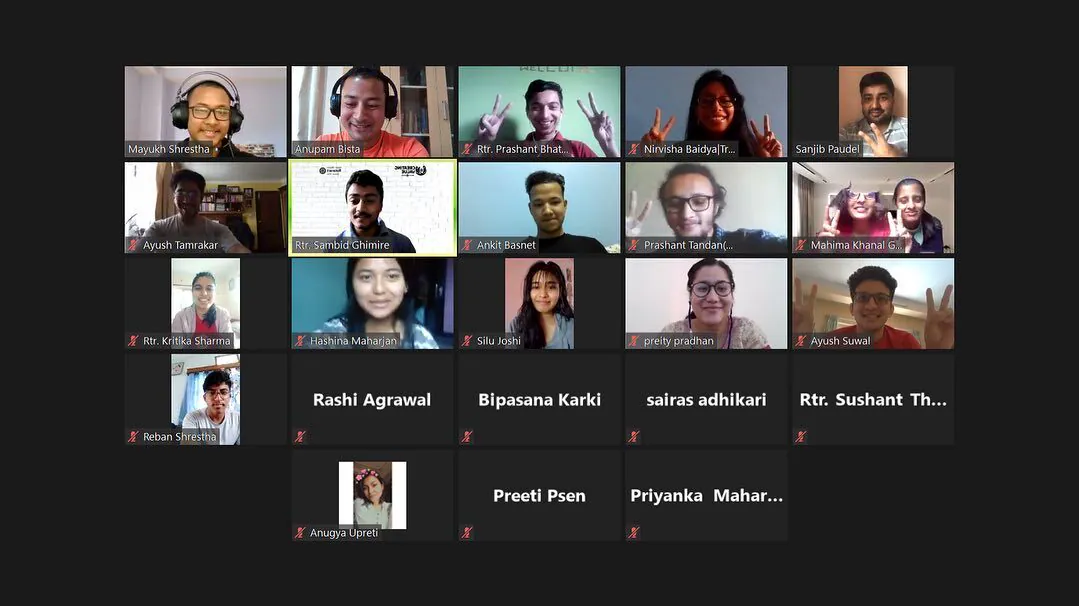 Mayukh Shrestha
Anupam Bista
Rtr. Prashant Bhat...
Nirvisha Baidya|Tr...
Sanjib Paudel
Ayush Tamrakar
Rtr. Sambid Ghimire
Ankit Basnet
Prashant Tandan(...
Mahima Khanal G...
Rtr. Kritika Sharma
Hashina Maharjan
Silu Joshi
preity pradhan
Ayush Suwal
Reban Shrestha
Rashi Agrawal
Bipasana Karki
sairas adhikari
Rtr. Sushant Th...
Anugya Upreti
Preeti Psen
Priyanka Mahar...